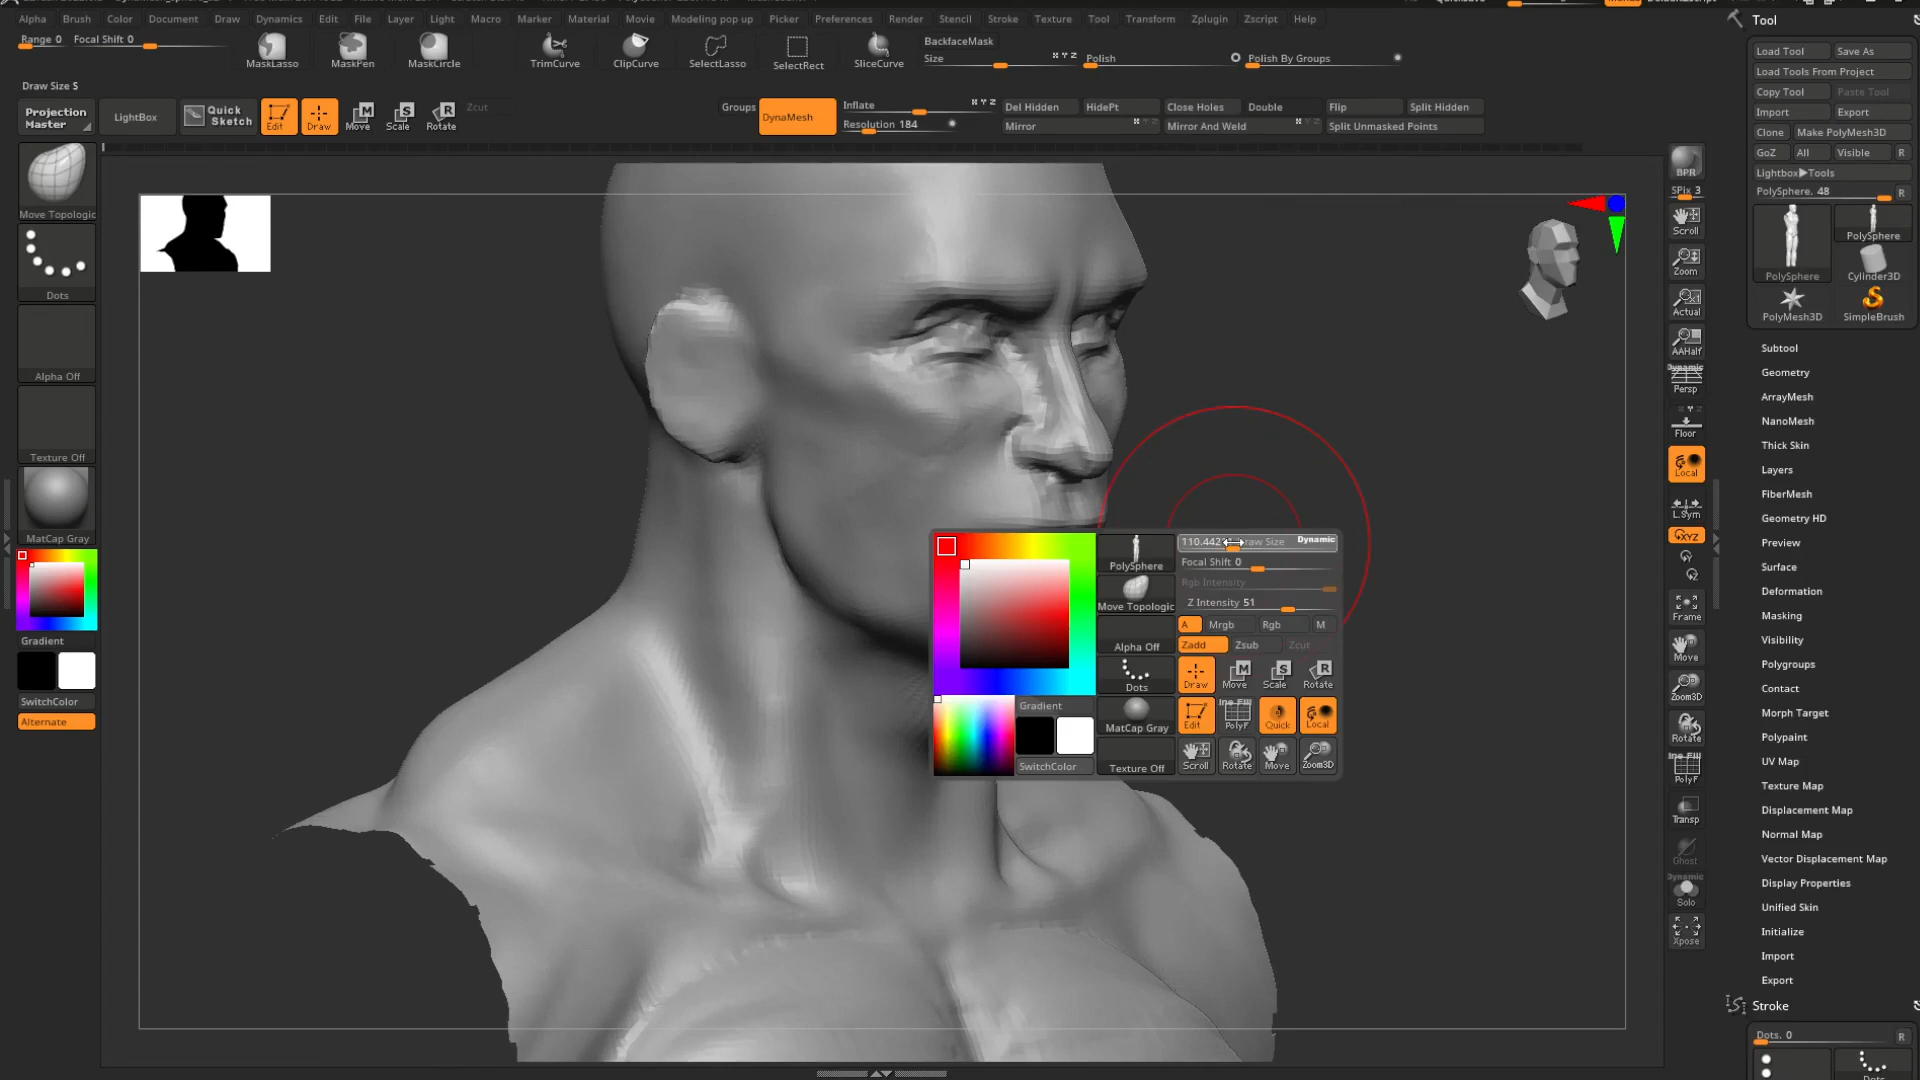 Alpha Brush Color Document Draw Dynamics Edit File Layer Light Macro Marker Material Movie Modeling pop up Picker Preferences Render Stencil Stroke Texture Tool Transform Zplugin Zscript Help
Range 0 Focal Shift 0
MaskLasso MaskPen MaskCircle TrimCurve ClipCurve SelectLasso SelectRect SliceCurve
BackfaceMask
Size X Y Z Polish Polish By Groups
Draw Size S
Projection Master
LightBox
Quick Sketch
Edit Draw Move Scale Rotate
Zcut
Groups
DynaMesh
Inflate X Y Z
Resolution 184
Del Hidden HidePt Close Holes Double Flip Split Hidden
Mirror Mirror And Weld Split Unmasked Points
Move Topologic
Dots
Alpha Off
Texture Off
MatCap Gray
Gradient
SwitchColor
Alternate
PolySphere
Move Topologic
Alpha Off
Dots
MatCap Gray
Texture Off
Gradient
SwitchColor
110.442 raw Size Dynamic
Focal Shift 0
Rgb Intensity
Z Intensity 51
A Mrgb Rgb M
Zadd Zsub Zcut
Draw Move Scale Rotate
Edit PolyF Quick Local
Scroll Rotate Move Zoom3D
BPR
SPix 3
Scroll
Zoom
Actual
AAHalf
Dynamic
Persp
Floor
Local
L.Sym
XYZ
Y
Z
Frame
Move
Zoom3D
Rotate
ine Fill
PolyF
Transp
Ghost
Dynamic
Solo
Xpose
Tool
Load Tool Save As
Load Tools From Project
Copy Tool Paste Tool
Import Export
Clone Make PolyMesh3D
GoZ All Visible R
Lightbox▶Tools
PolySphere. 48 R
PolySphere PolySphere
Cylinder3D
PolyMesh3D SimpleBrush
Subtool
Geometry
ArrayMesh
NanoMesh
Thick Skin
Layers
FiberMesh
Geometry HD
Preview
Surface
Deformation
Masking
Visibility
Polygroups
Contact
Morph Target
Polypaint
UV Map
Texture Map
Displacement Map
Normal Map
Vector Displacement Map
Display Properties
Unified Skin
Initialize
Import
Export
Stroke
Dots. 0 R